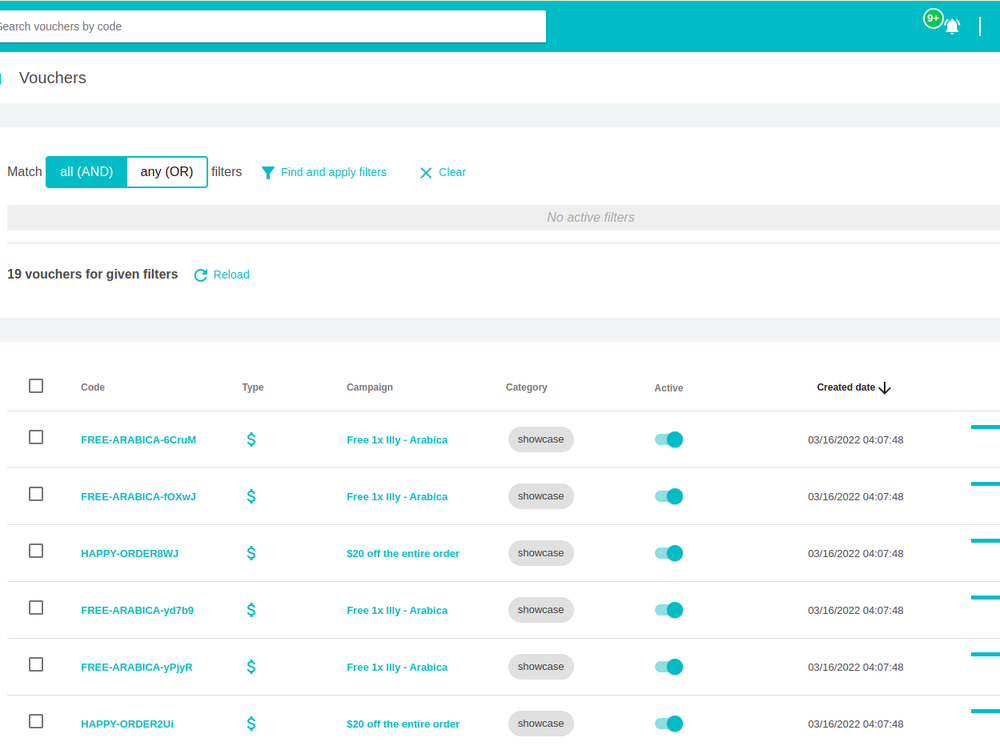 Search vouchers by code
9+
Vouchers
Match all (AND) any (OR) filters Find and apply filters Clear
No active filters
19 vouchers for given filters Reload
Code Type Campaign Category Active Created date
FREE-ARABICA-6CruM $ Free 1x Illy - Arabica showcase 03/16/2022 04:07:48
FREE-ARABICA-fOXwJ $ Free 1x Illy - Arabica showcase 03/16/2022 04:07:48
HAPPY-ORDER8WJ $ $20 off the entire order showcase 03/16/2022 04:07:48
FREE-ARABICA-yd7b9 $ Free 1x Illy - Arabica showcase 03/16/2022 04:07:48
FREE-ARABICA-yPjyR $ Free 1x Illy - Arabica showcase 03/16/2022 04:07:48
HAPPY-ORDER2Ui $ $20 off the entire order showcase 03/16/2022 04:07:48